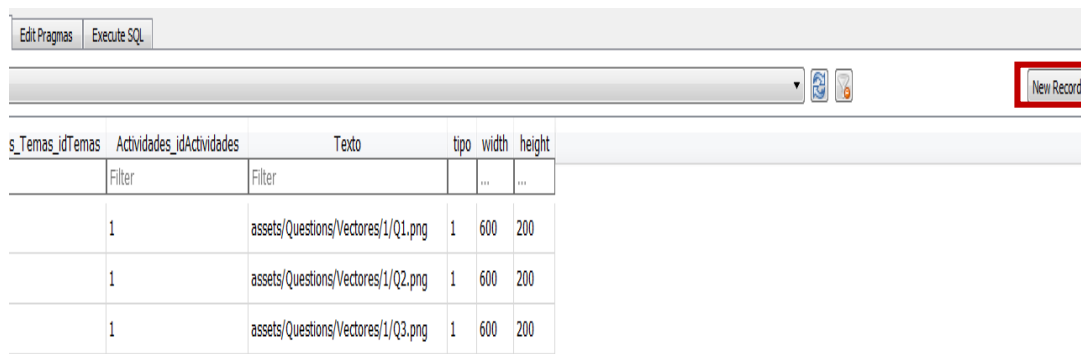 Edit Pragmas Execute SQL
New Record
s_Temas_idTemas Actividades_idActividades Texto tipo width height
Filter Filter ... ...
1 assets/Questions/Vectores/1/Q1.png 1 600 200
1 assets/Questions/Vectores/1/Q2.png 1 600 200
1 assets/Questions/Vectores/1/Q3.png 1 600 200